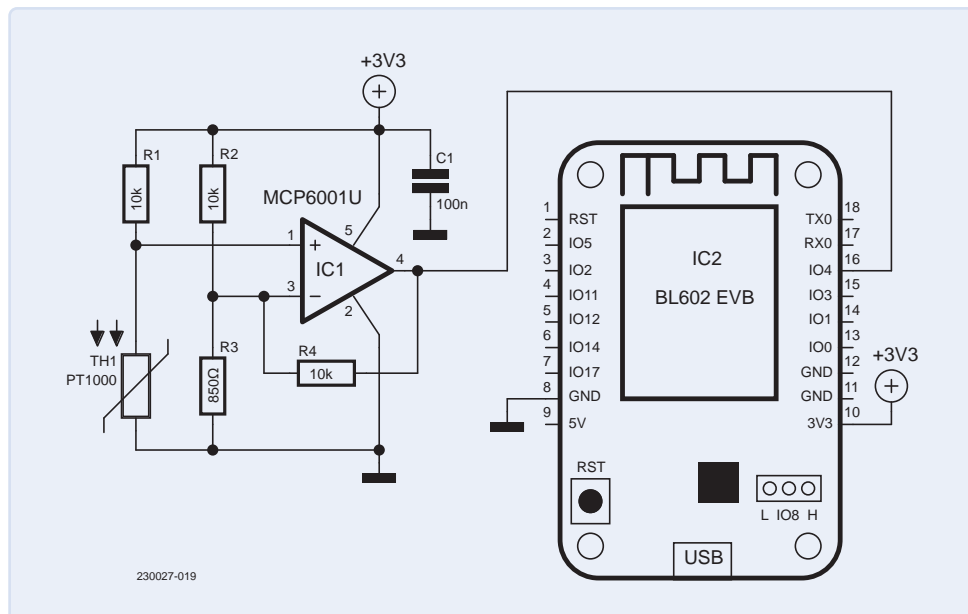 +3V3
R1
10k
R2
10k
C1
100n
MCP6001U
1
+
5
IC1
4
3
–
2
TH1
PT1000
R3
850Ω
R4
10k
IC2
BL602 EVB
1 RST
2 IO5
3 IO2
4 IO11
5 IO12
6 IO14
7 IO17
8 GND
9 5V
TX0 18
RX0 17
IO4 16
IO3 15
IO1 14
IO0 13
GND 12
GND 11
3V3 10
+3V3
RST
L IO8 H
USB
230027-019